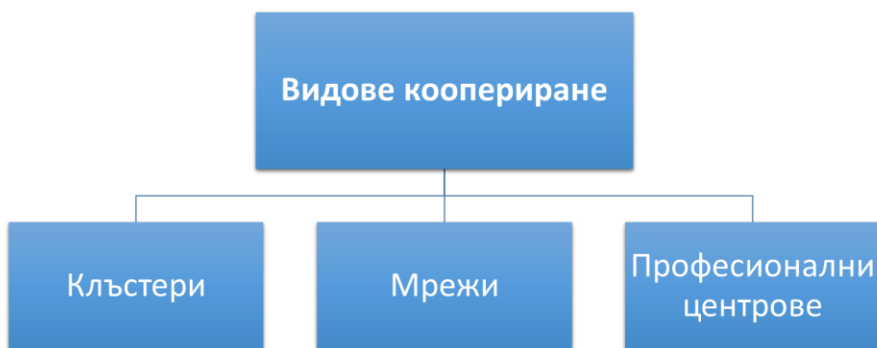 Видове коопериране
Клъстери
Мрежи
Професионални
центрове